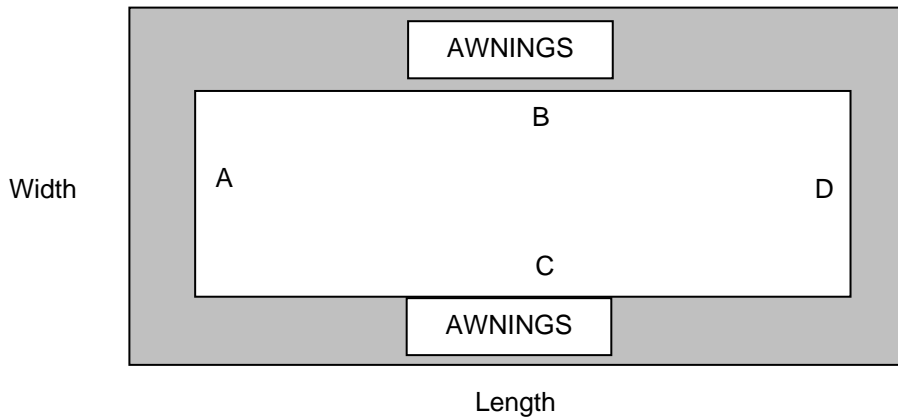 AWNINGS
B
A
Width
D
C
AWNINGS
Length